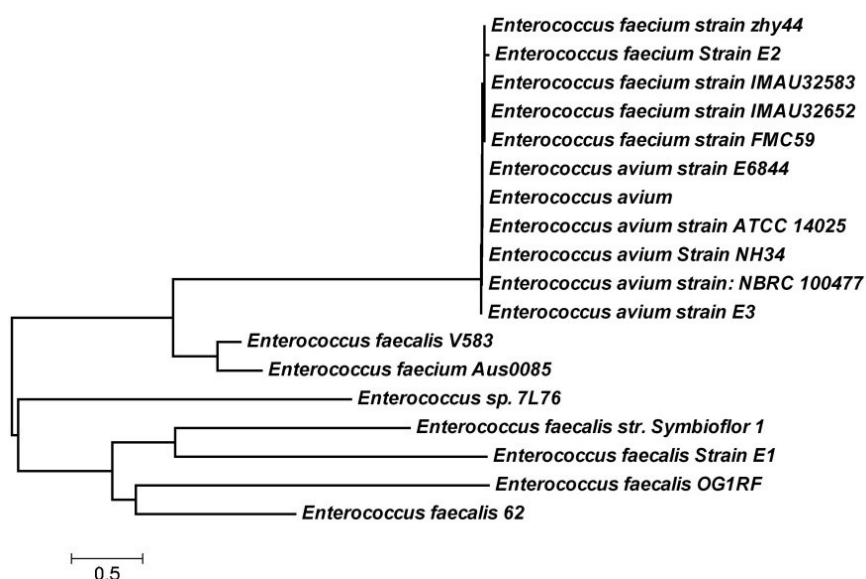 Enterococcus faecium strain zhy44
Enterococcus faecium Strain E2
Enterococcus faecium strain IMAU32583
Enterococcus faecium strain IMAU32652
Enterococcus faecium strain FMC59
Enterococcus avium strain E6844
Enterococcus avium
Enterococcus avium strain ATCC 14025
Enterococcus avium Strain NH34
Enterococcus avium strain: NBRC 100477
Enterococcus avium strain E3
Enterococcus faecalis V583
Enterococcus faecium Aus0085
Enterococcus sp. 7L76
Enterococcus faecalis str. Symbioflor 1
Enterococcus faecalis Strain E1
Enterococcus faecalis OG1RF
Enterococcus faecalis 62
0.5